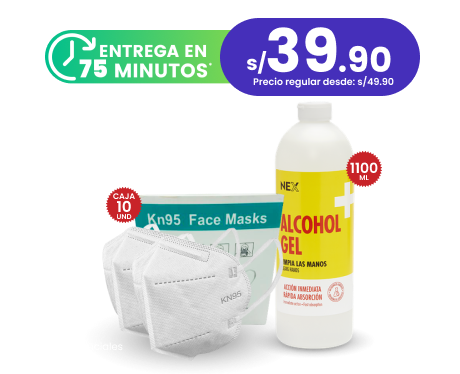 ENTREGA EN
75 MINUTOS*
s/39.90
Precio regular desde: s/49.90
1100
ML
NEX
ALCOHOL
GEL
LIMPIA LAS MANOS
ACCIÓN INMEDIATA
RÁPIDA ABSORCIÓN
CAJA
10
UND
Kn95 Face Masks
KN95